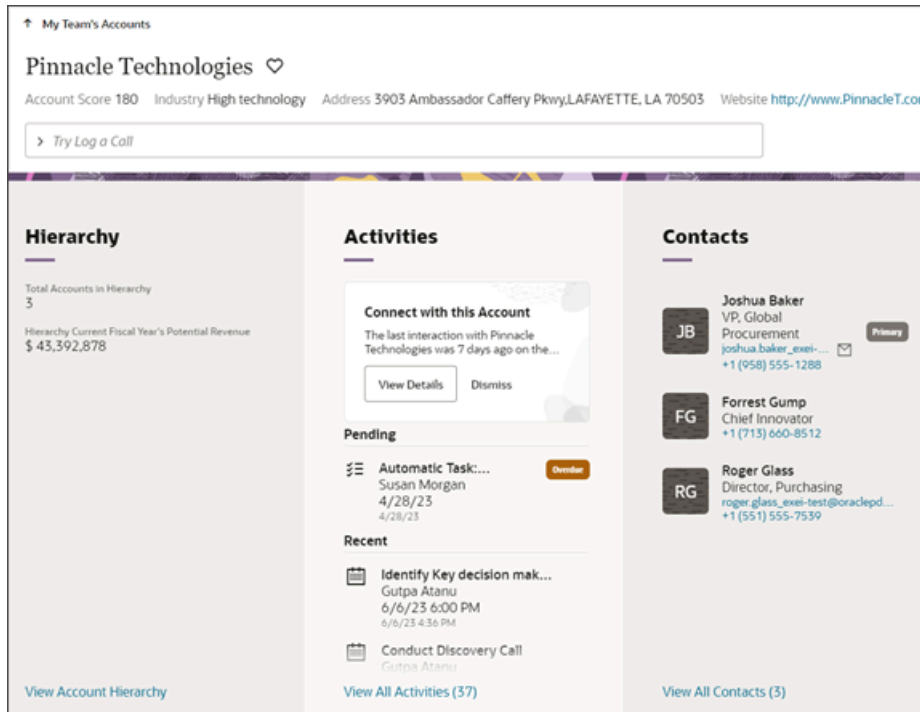 My Team's Accounts
Pinnacle Technologies
Account Score 180 Industry High technology Address 3903 Ambassador Caffery Pkwy,LAFAYETTE, LA 70503 Website http://www.PinnacleT.co
> Try Log a Call
Hierarchy
Total Accounts in Hierarchy
3
Hierarchy Current Fiscal Year's Potential Revenue
$ 43,392,878
View Account Hierarchy
Activities
Connect with this Account
The last interaction with Pinnacle
Technologies was 7 days ago on the...
View Details Dismiss
Pending
Automatic Task:... Overdue
Susan Morgan
4/28/23
4/28/23
Recent
Identify Key decision mak...
Gutpa Atanu
6/6/23 6:00 PM
6/6/23 4:36 PM
Conduct Discovery Call
Gutpa Atanu
View All Activities (37)
Contacts
JB
Joshua Baker
VP, Global
Procurement
Primary
joshua.baker_exei-...
+1 (958) 555-1288
FG
Forrest Gump
Chief Innovator
+1 (713) 660-8512
RG
Roger Glass
Director, Purchasing
roger.glass_exei-test@oraclepd...
+1 (551) 555-7539
View All Contacts (3)